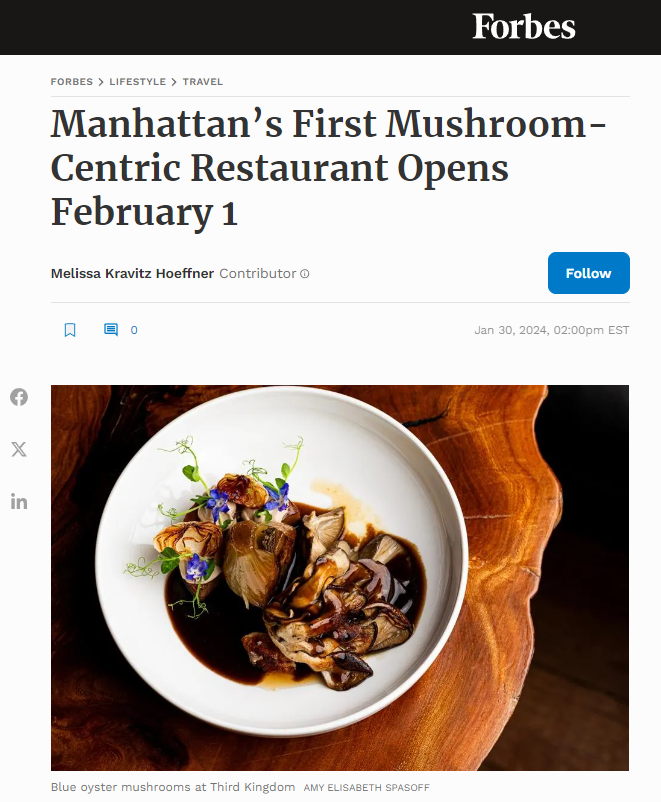 Forbes
FORBES > LIFESTYLE > TRAVEL
Manhattan’s First Mushroom-
Centric Restaurant Opens
February 1
Melissa Kravitz Hoeffner Contributor
Follow
0
Jan 30, 2024, 02:00pm EST
Blue oyster mushrooms at Third Kingdom AMY ELISABETH SPASOFF